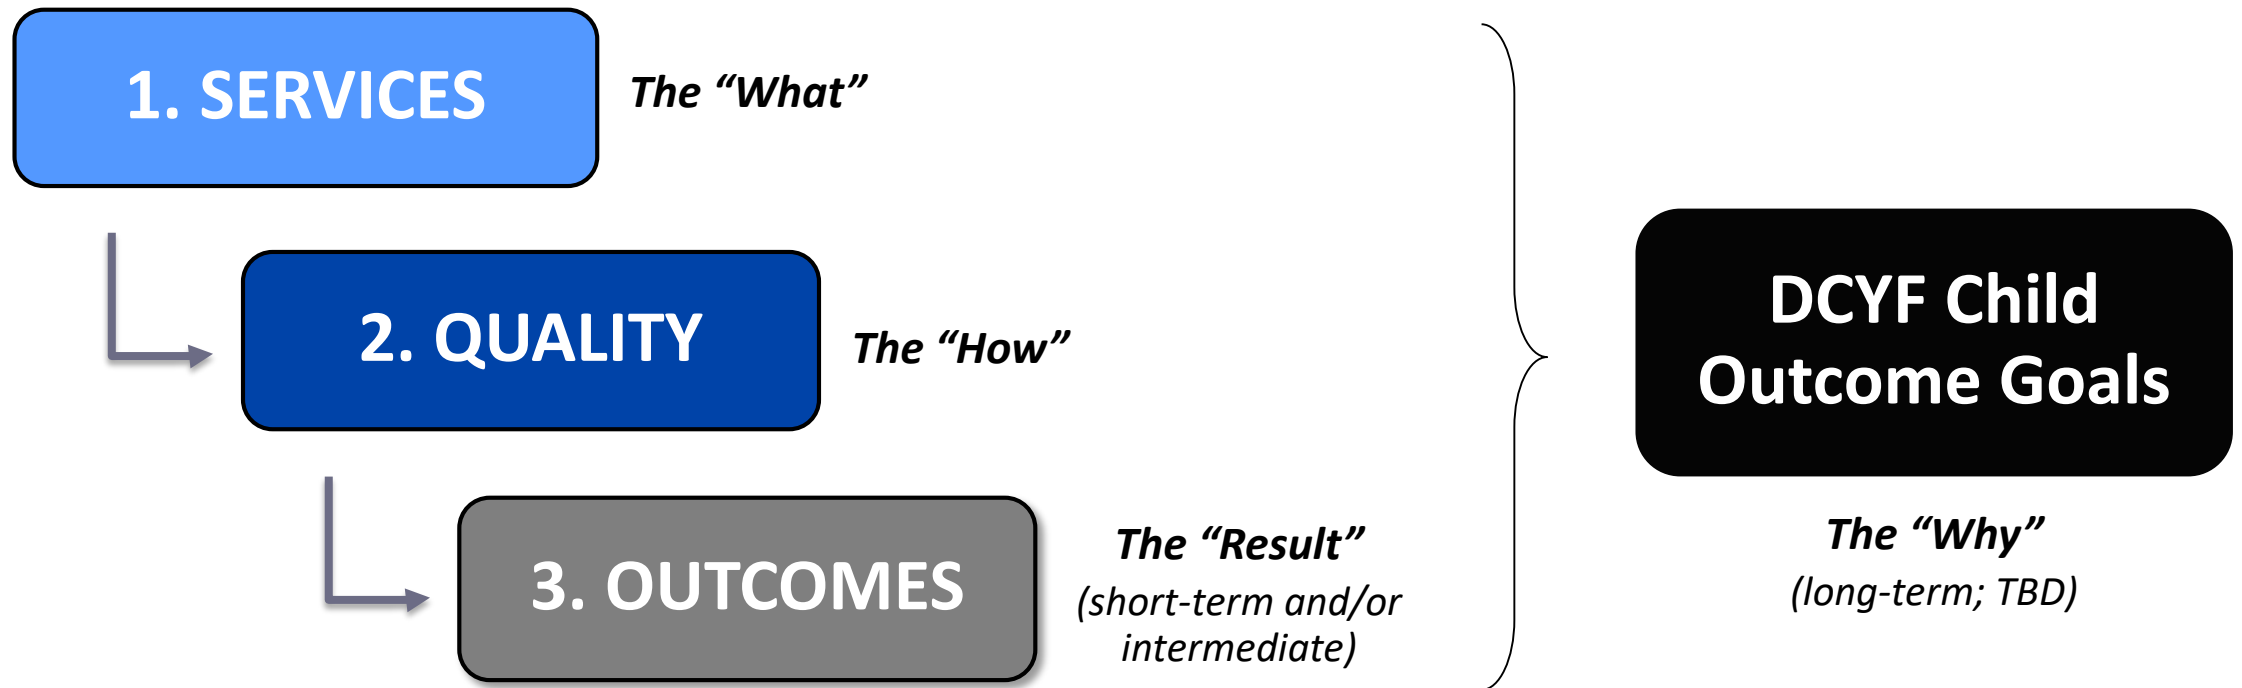 1. SERVICES
The “What”
2. QUALITY
The “How”
3. OUTCOMES
The “Result”
(short-term and/or
intermediate)
DCYF Child
Outcome Goals
The “Why”
(long-term; TBD)